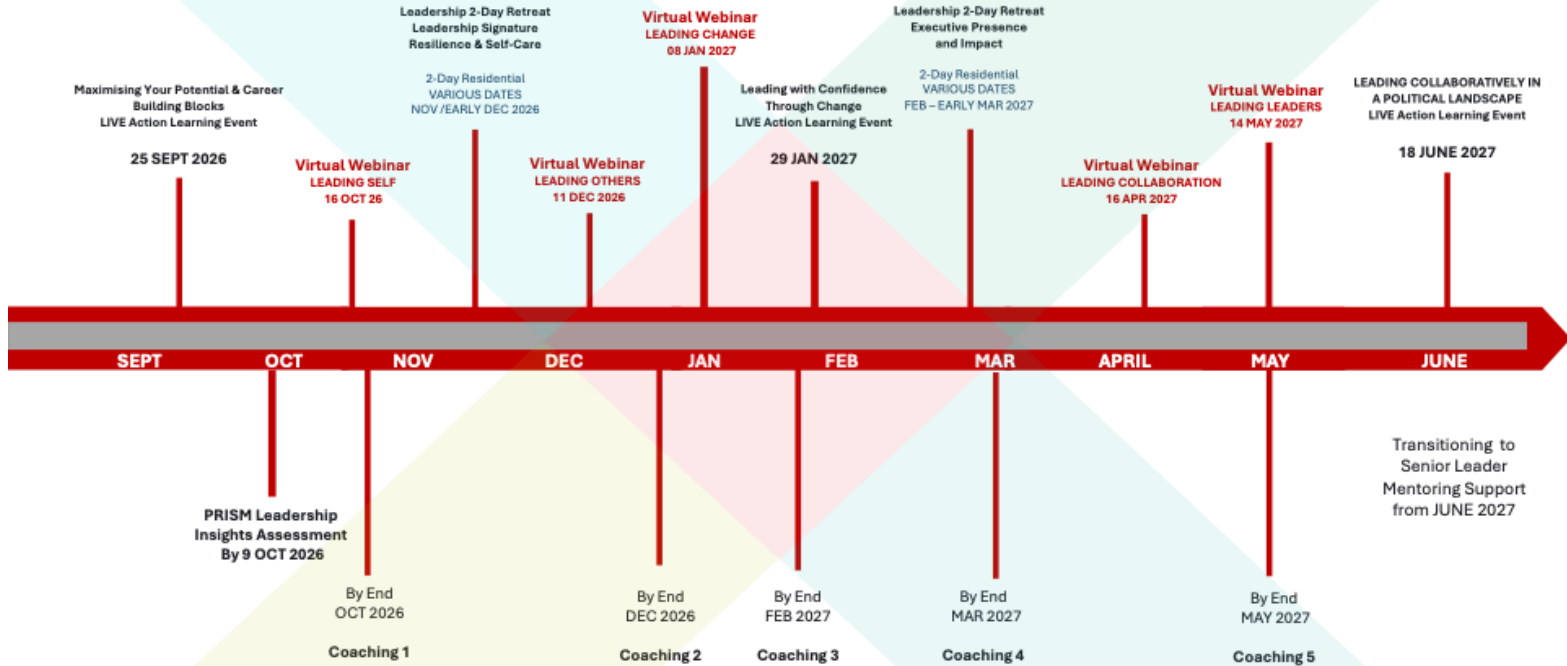 Maximising Your Potential & Career
Building Blocks
LIVE Action Learning Event
25 SEPT 2026
Virtual Webinar
LEADING SELF
16 OCT 26
Leadership 2-Day Retreat
Leadership Signature
Resilience & Self-Care
2-Day Residential
VARIOUS DATES
NOV /EARLY DEC 2026
Virtual Webinar
LEADING OTHERS
11 DEC 2026
Virtual Webinar
LEADING CHANGE
08 JAN 2027
Leading with Confidence
Through Change
LIVE Action Learning Event
29 JAN 2027
Leadership 2-Day Retreat
Executive Presence
and Impact
2-Day Residential
VARIOUS DATES
FEB – EARLY MAR 2027
Virtual Webinar
LEADING COLLABORATION
16 APR 2027
Virtual Webinar
LEADING LEADERS
14 MAY 2027
LEADING COLLABORATIVELY IN
A POLITICAL LANDSCAPE
LIVE Action Learning Event
18 JUNE 2027
SEPT OCT NOV DEC JAN FEB MAR APRIL MAY JUNE
PRISM Leadership
Insights Assessment
By 9 OCT 2026
By End
OCT 2026
Coaching 1
By End
DEC 2026
Coaching 2
By End
FEB 2027
Coaching 3
By End
MAR 2027
Coaching 4
By End
MAY 2027
Coaching 5
Transitioning to
Senior Leader
Mentoring Support
from JUNE 2027